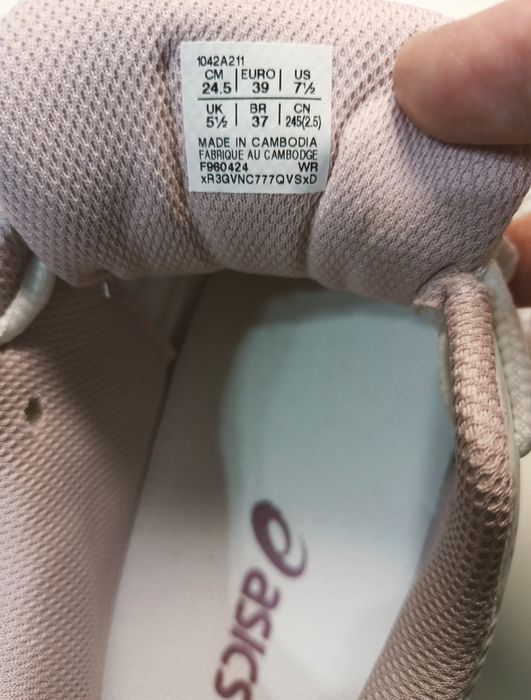 1042A211
CM | EURO | US
24.5 | 39 | 7½
UK | BR | CN
5½ | 37 | 245(2.5)
MADE IN CAMBODIA
FABRIQUE AU CAMBODGE
F960424 WR
xR3GVNC777QVSxD
asics